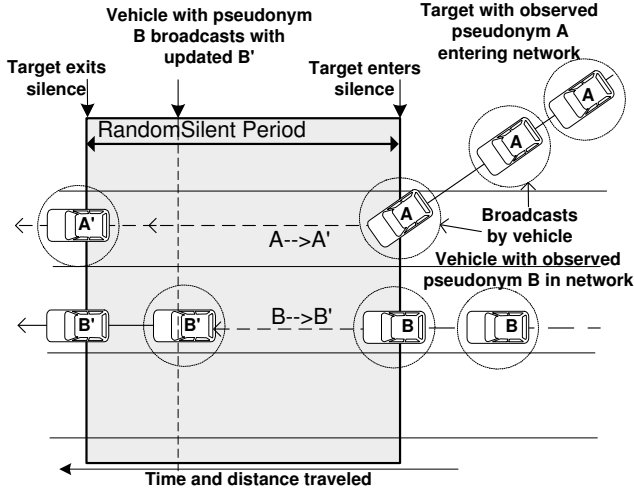 Vehicle with pseudonym
B broadcasts with
updated B'
Target with observed
pseudonym A
entering network
Target exits
silence
Target enters
silence
RandomSilent Period
A
A
A
A'
A-->A'
Broadcasts
by vehicle
Vehicle with observed
pseudonym B in network
B'
B'
B-->B'
B
B
Time and distance traveled